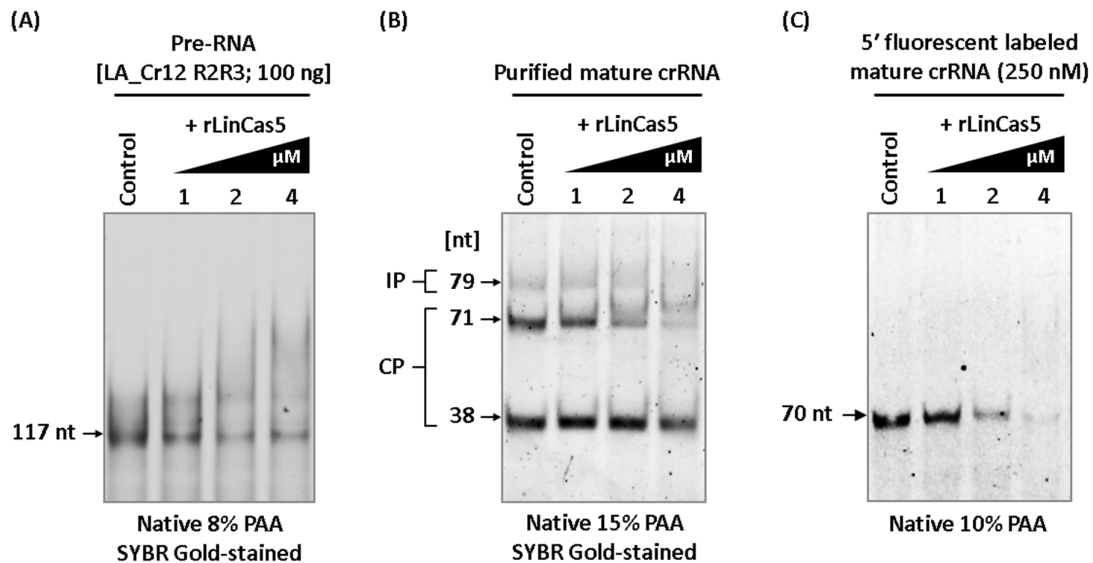 (A)
Pre-RNA
[LA_Cr12 R2R3; 100 ng]
Control
+ rLinCas5
µM
1 2 4
117 nt
Native 8% PAA
SYBR Gold-stained
(B)
Purified mature crRNA
Control
+ rLinCas5
µM
1 2 4
[nt]
IP
79
71
CP
38
Native 15% PAA
SYBR Gold-stained
(C)
5′ fluorescent labeled
mature crRNA (250 nM)
Control
+ rLinCas5
µM
1 2 4
70 nt
Native 10% PAA